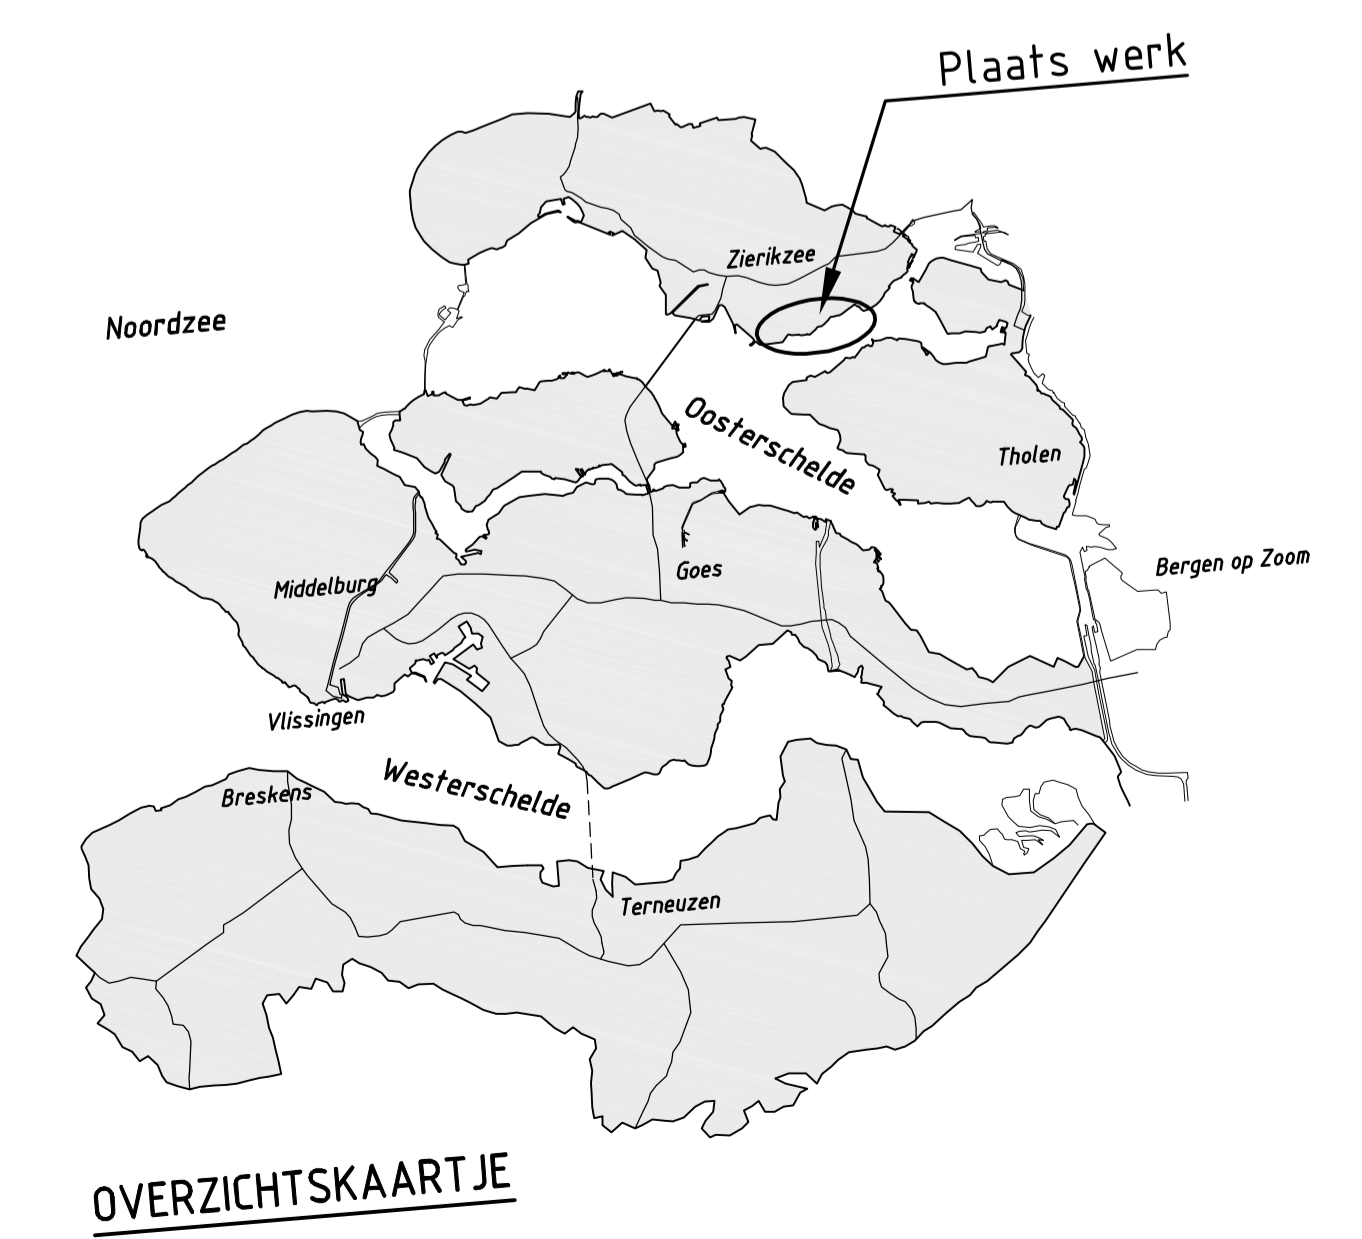 Plaats werk
Zierikzee
Noordzee
Oosterschelde
Tholen
Bergen op Zoom
Goes
Middelburg
Vlissingen
Westerschelde
Breskens
Terneuzen
OVERZICHTSKAARTJE